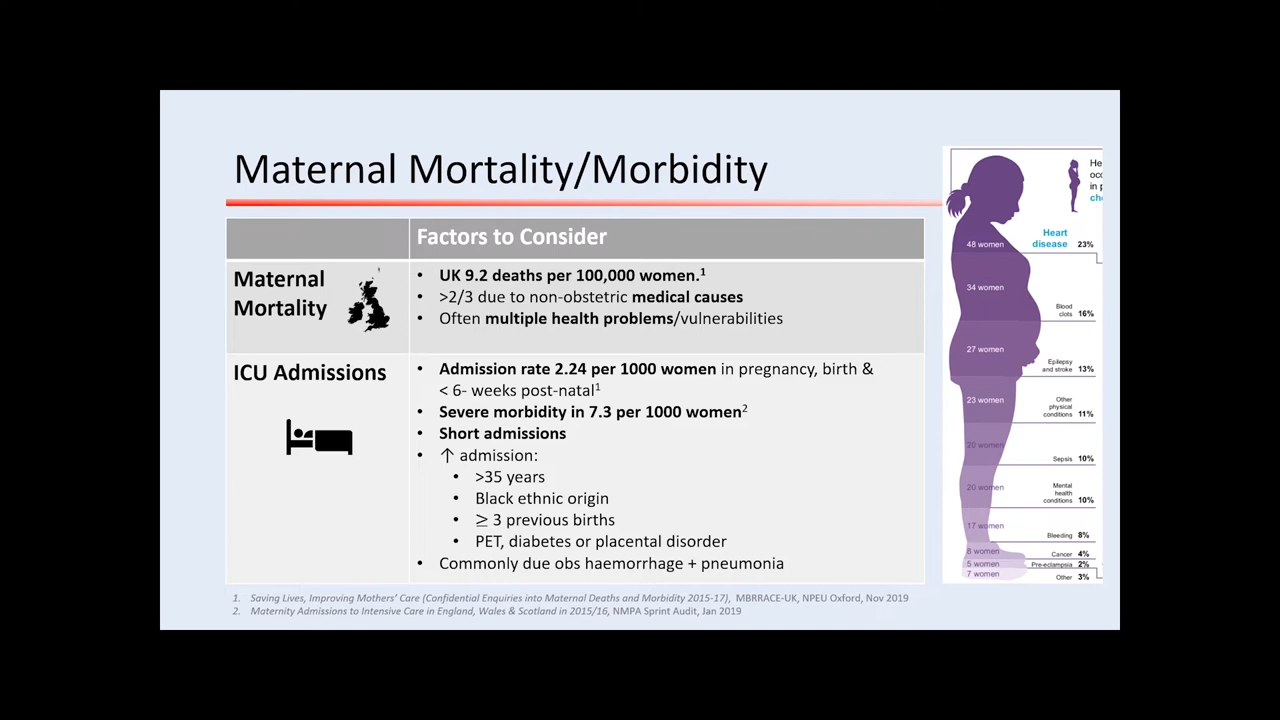 Maternal Mortality/Morbidity
Factors to Consider
Maternal
Mortality
• UK 9.2 deaths per 100,000 women.¹
• >2/3 due to non-obstetric medical causes
• Often multiple health problems/vulnerabilities
ICU Admissions
• Admission rate 2.24 per 1000 women in pregnancy, birth &
< 6- weeks post-natal¹
• Severe morbidity in 7.3 per 1000 women²
• Short admissions
• ↑ admission:
• >35 years
• Black ethnic origin
• ≥ 3 previous births
• PET, diabetes or placental disorder
• Commonly due obs haemorrhage + pneumonia
1. Saving Lives, Improving Mothers' Care (Confidential Enquiries into Maternal Deaths and Morbidity 2015-17), MBRRACE-UK, NPEU Oxford, Nov 2019
2. Maternity Admissions to Intensive Care in England, Wales & Scotland in 2015/16, NMPA Sprint Audit, Jan 2019
He
occ
in p
che
48 women Heart
disease 23%
34 women Blood
clots 16%
27 women Epilepsy
and stroke 13%
23 women Other
physical
conditions 11%
20 women Sepsis 10%
20 women Mental
health
conditions 10%
17 women Bleeding 8%
8 women Cancer 4%
5 women Pre-eclampsia 2%
7 women Other 3%